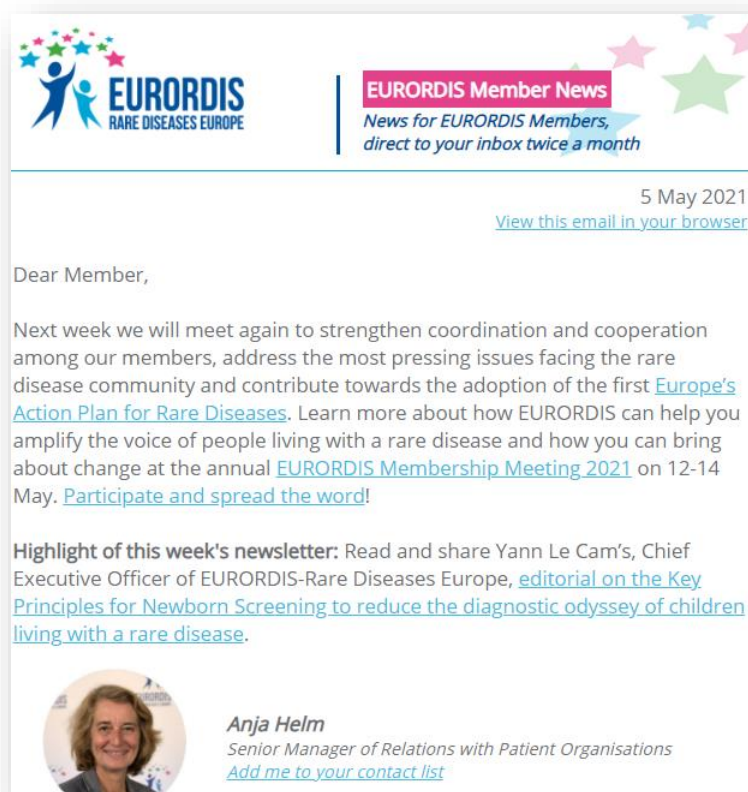 EURORDIS
RARE DISEASES EUROPE
EURORDIS Member News
News for EURORDIS Members,
direct to your inbox twice a month
5 May 2021
View this email in your browser
Dear Member,
Next week we will meet again to strengthen coordination and cooperation
among our members, address the most pressing issues facing the rare
disease community and contribute towards the adoption of the first Europe's
Action Plan for Rare Diseases. Learn more about how EURORDIS can help you
amplify the voice of people living with a rare disease and how you can bring
about change at the annual EURORDIS Membership Meeting 2021 on 12-14
May. Participate and spread the word!
Highlight of this week's newsletter: Read and share Yann Le Cam's, Chief
Executive Officer of EURORDIS-Rare Diseases Europe, editorial on the Key
Principles for Newborn Screening to reduce the diagnostic odyssey of children
living with a rare disease.
Anja Helm
Senior Manager of Relations with Patient Organisations
Add me to your contact list